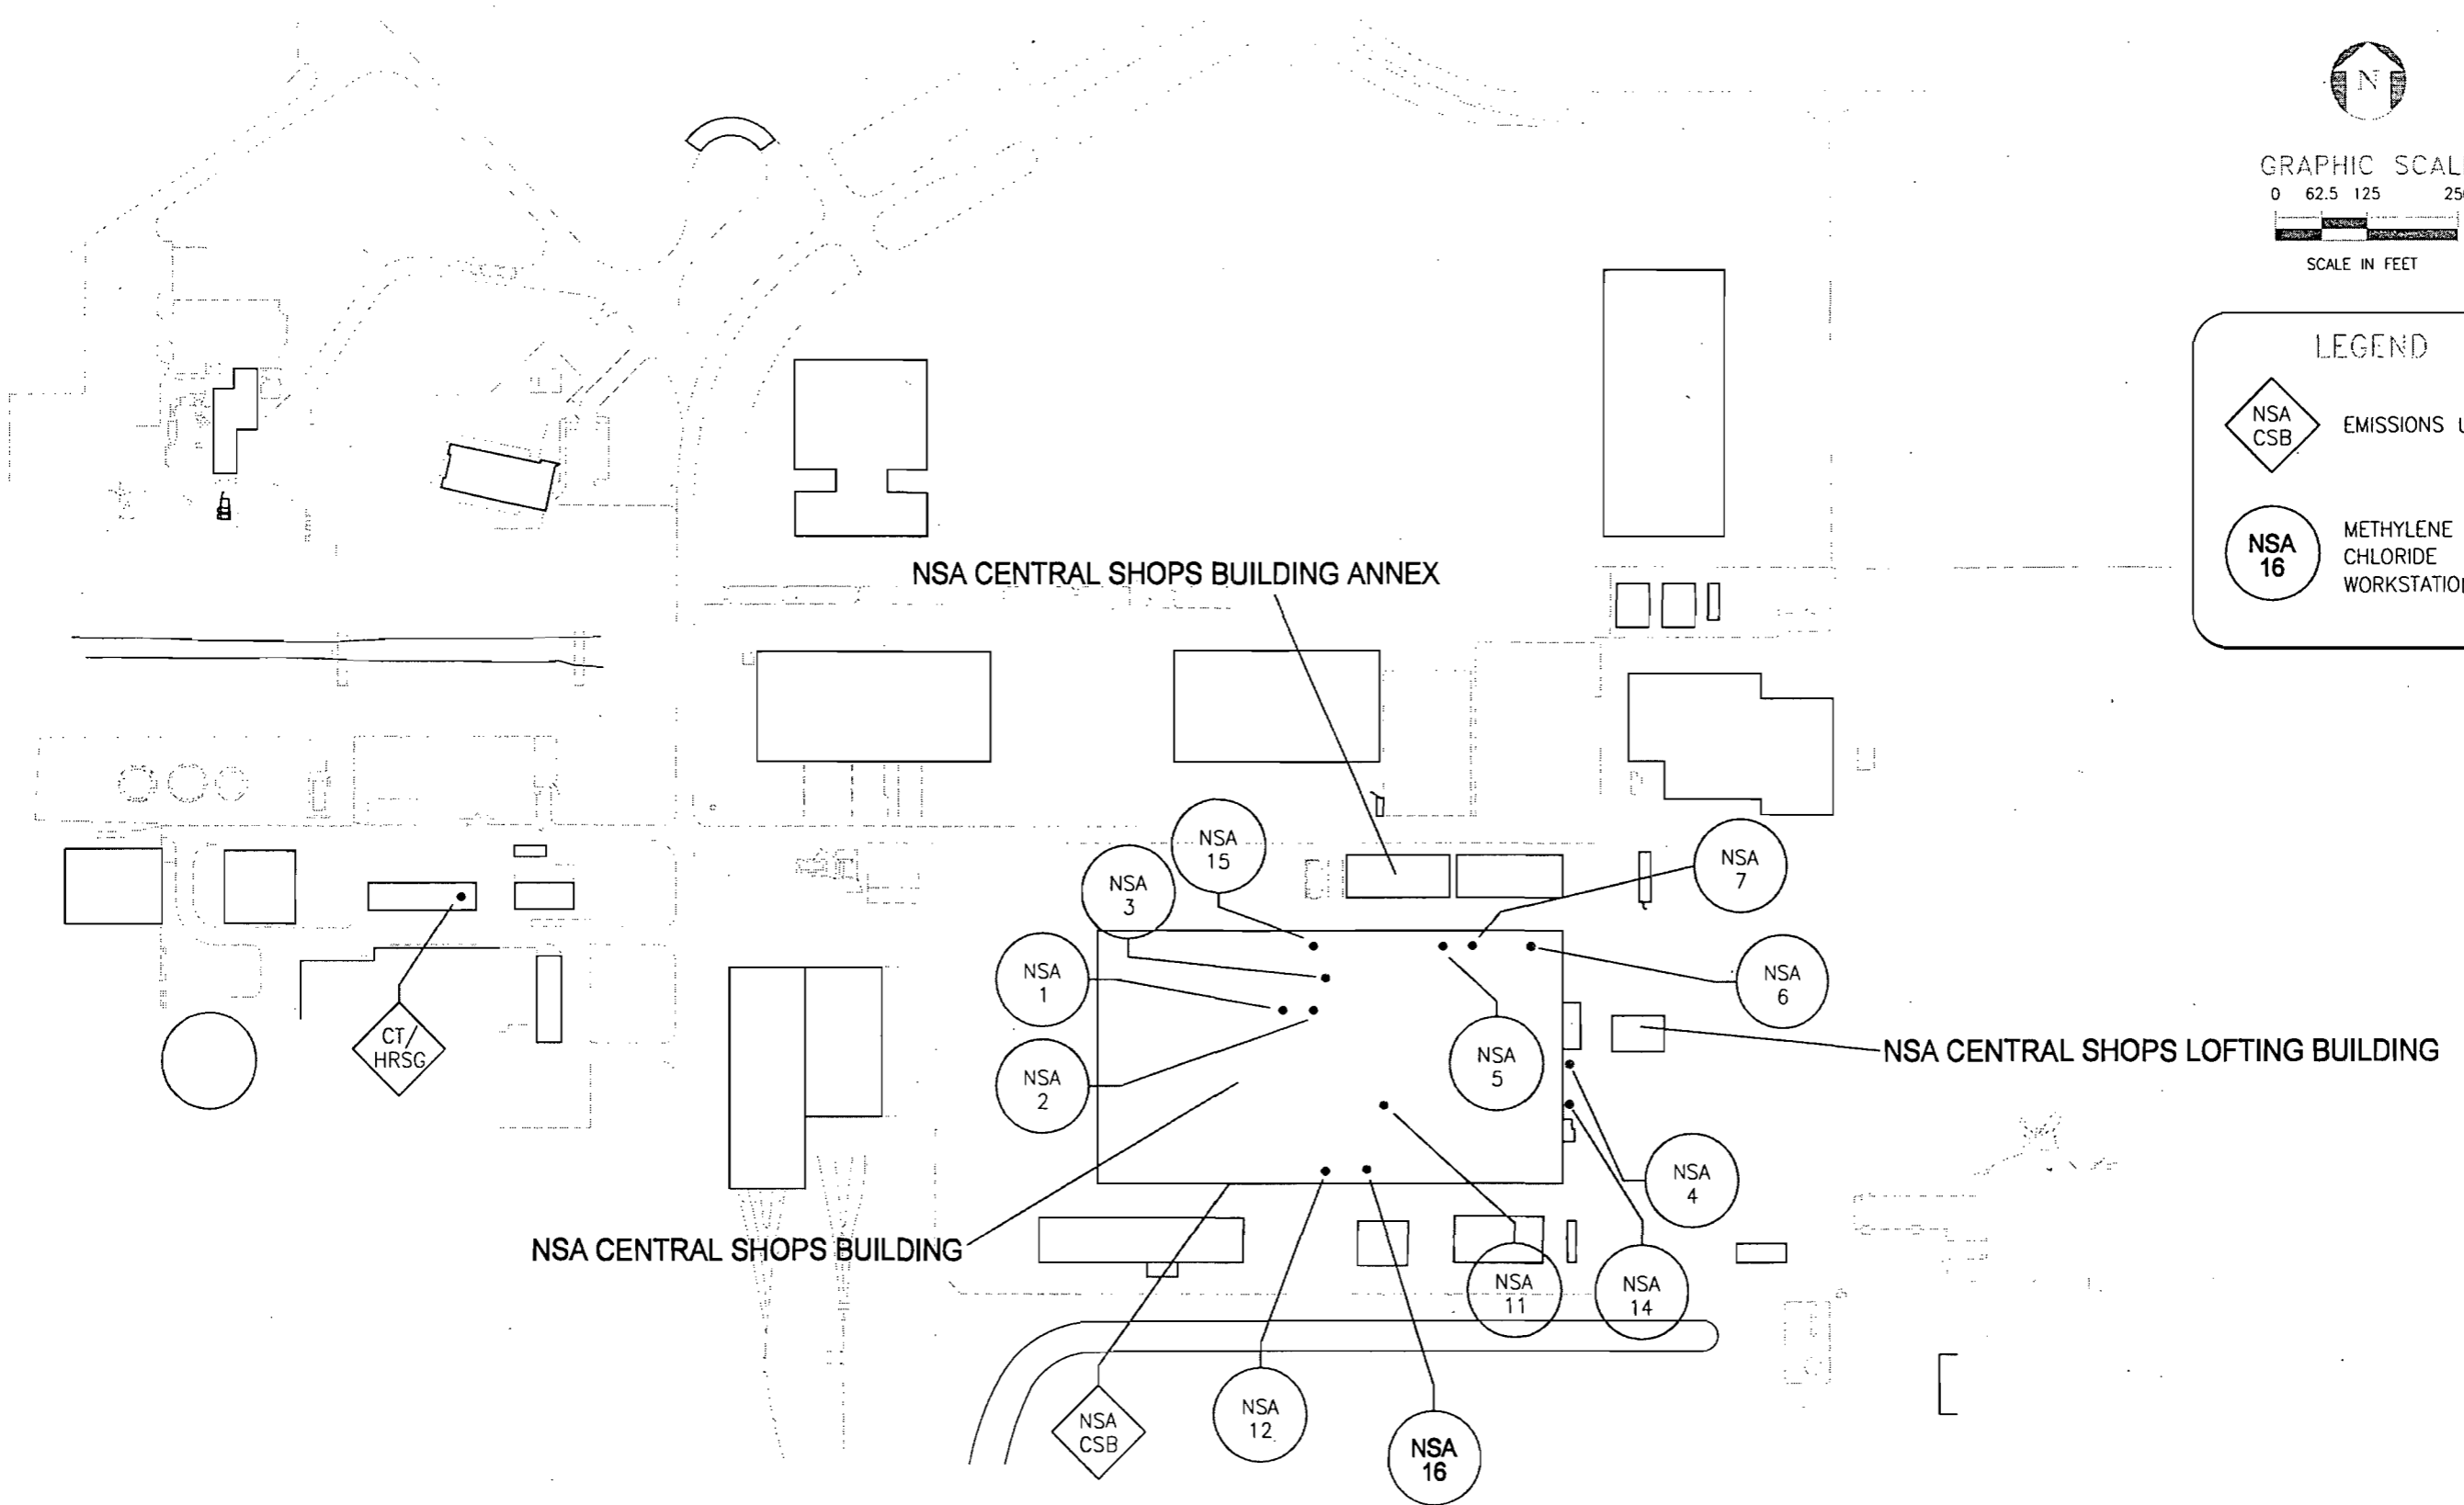 N
GRAPHIC SCAL
0 62.5 125 25
SCALE IN FEET
LEGEND
NSA
CSB
EMISSIONS U
NSA
16
METHYLENE
CHLORIDE
WORKSTATIO
NSA CENTRAL SHOPS BUILDING ANNEX
NSA
15
NSA
3
NSA
7
NSA
1
NSA
6
NSA
2
NSA
5
CT/
HRSG
NSA CENTRAL SHOPS LOFTING BUILDING
NSA
4
NSA CENTRAL SHOPS BUILDING
NSA
11
NSA
14
NSA
CSB
NSA
12
NSA
16